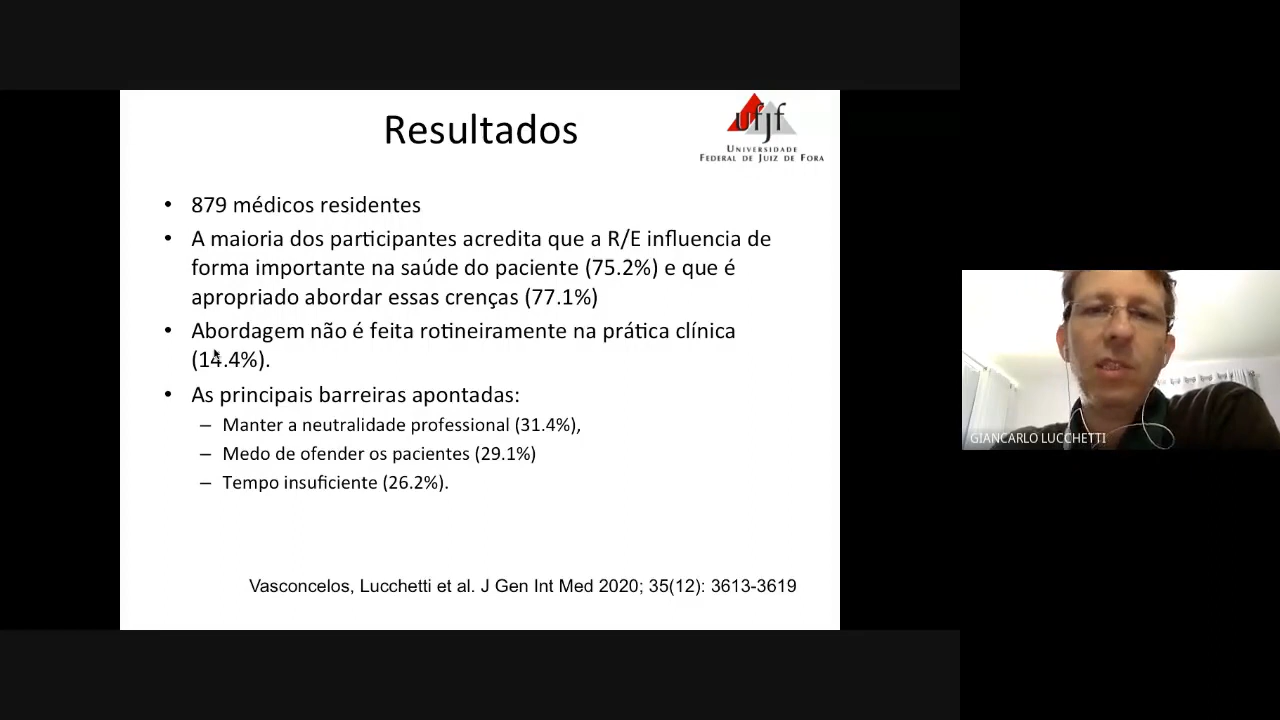 Resultados
ufjf
UNIVERSIDADE
FEDERAL DE JUIZ DE FORA
• 879 médicos residentes
• A maioria dos participantes acredita que a R/E influencia de
forma importante na saúde do paciente (75.2%) e que é
apropriado abordar essas crenças (77.1%)
• Abordagem não é feita rotineiramente na prática clínica
(14.4%).
• As principais barreiras apontadas:
– Manter a neutralidade professional (31.4%),
– Medo de ofender os pacientes (29.1%)
– Tempo insuficiente (26.2%).
Vasconcelos, Lucchetti et al. J Gen Int Med 2020; 35(12): 3613-3619
GIANCARLO LUCCHETTI